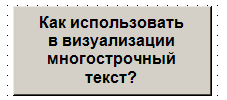 Как использовать
в визуализации
многострочный
текст?